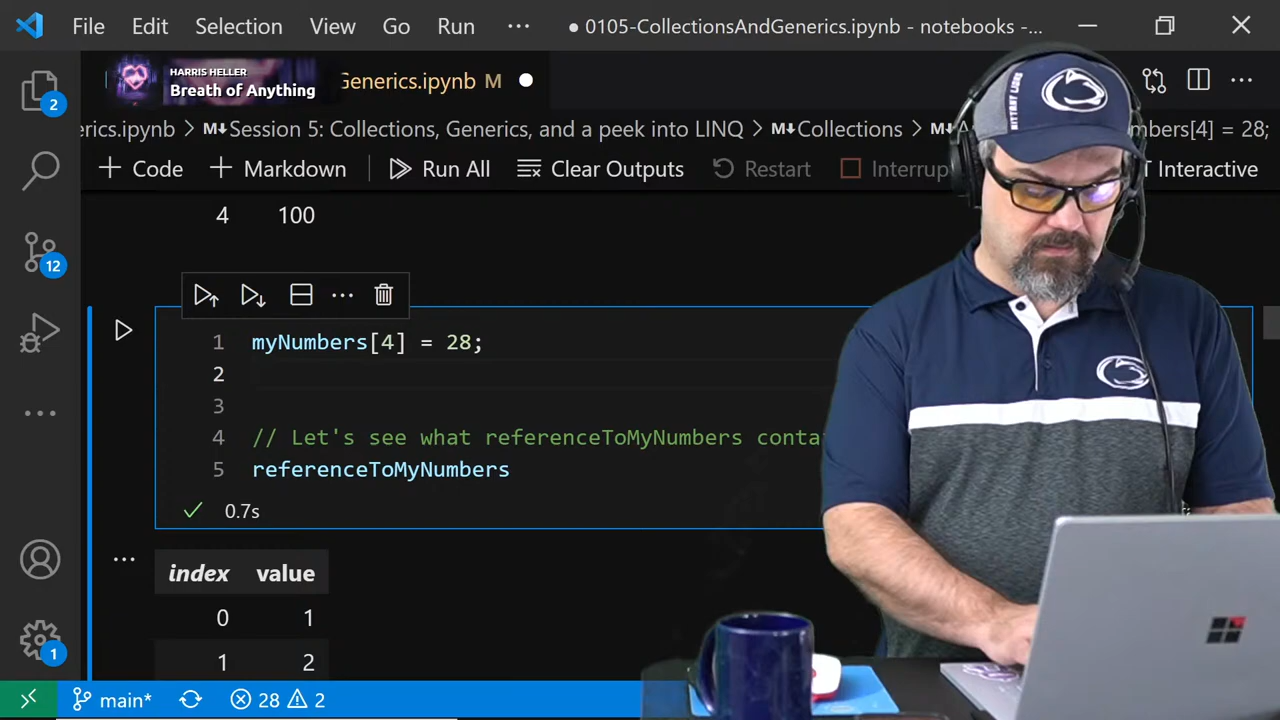 File Edit Selection View Go Run ··· ● 0105-CollectionsAndGenerics.ipynb - notebooks -...
HARRIS HELLER
Breath of Anything
Generics.ipynb M
erics.ipynb > M↓Session 5: Collections, Generics, and a peek into LINQ > M↓Collections > M↓ mbers[4] = 28;
+ Code + Markdown Run All Clear Outputs Restart Interrup T Interactive
4 100
1 myNumbers[4] = 28;
2
3
4 // Let's see what referenceToMyNumbers conta
5 referenceToMyNumbers
0.7s
index value
0 1
1 2
2
12
1
main* 28 2
NITTANY LIONS